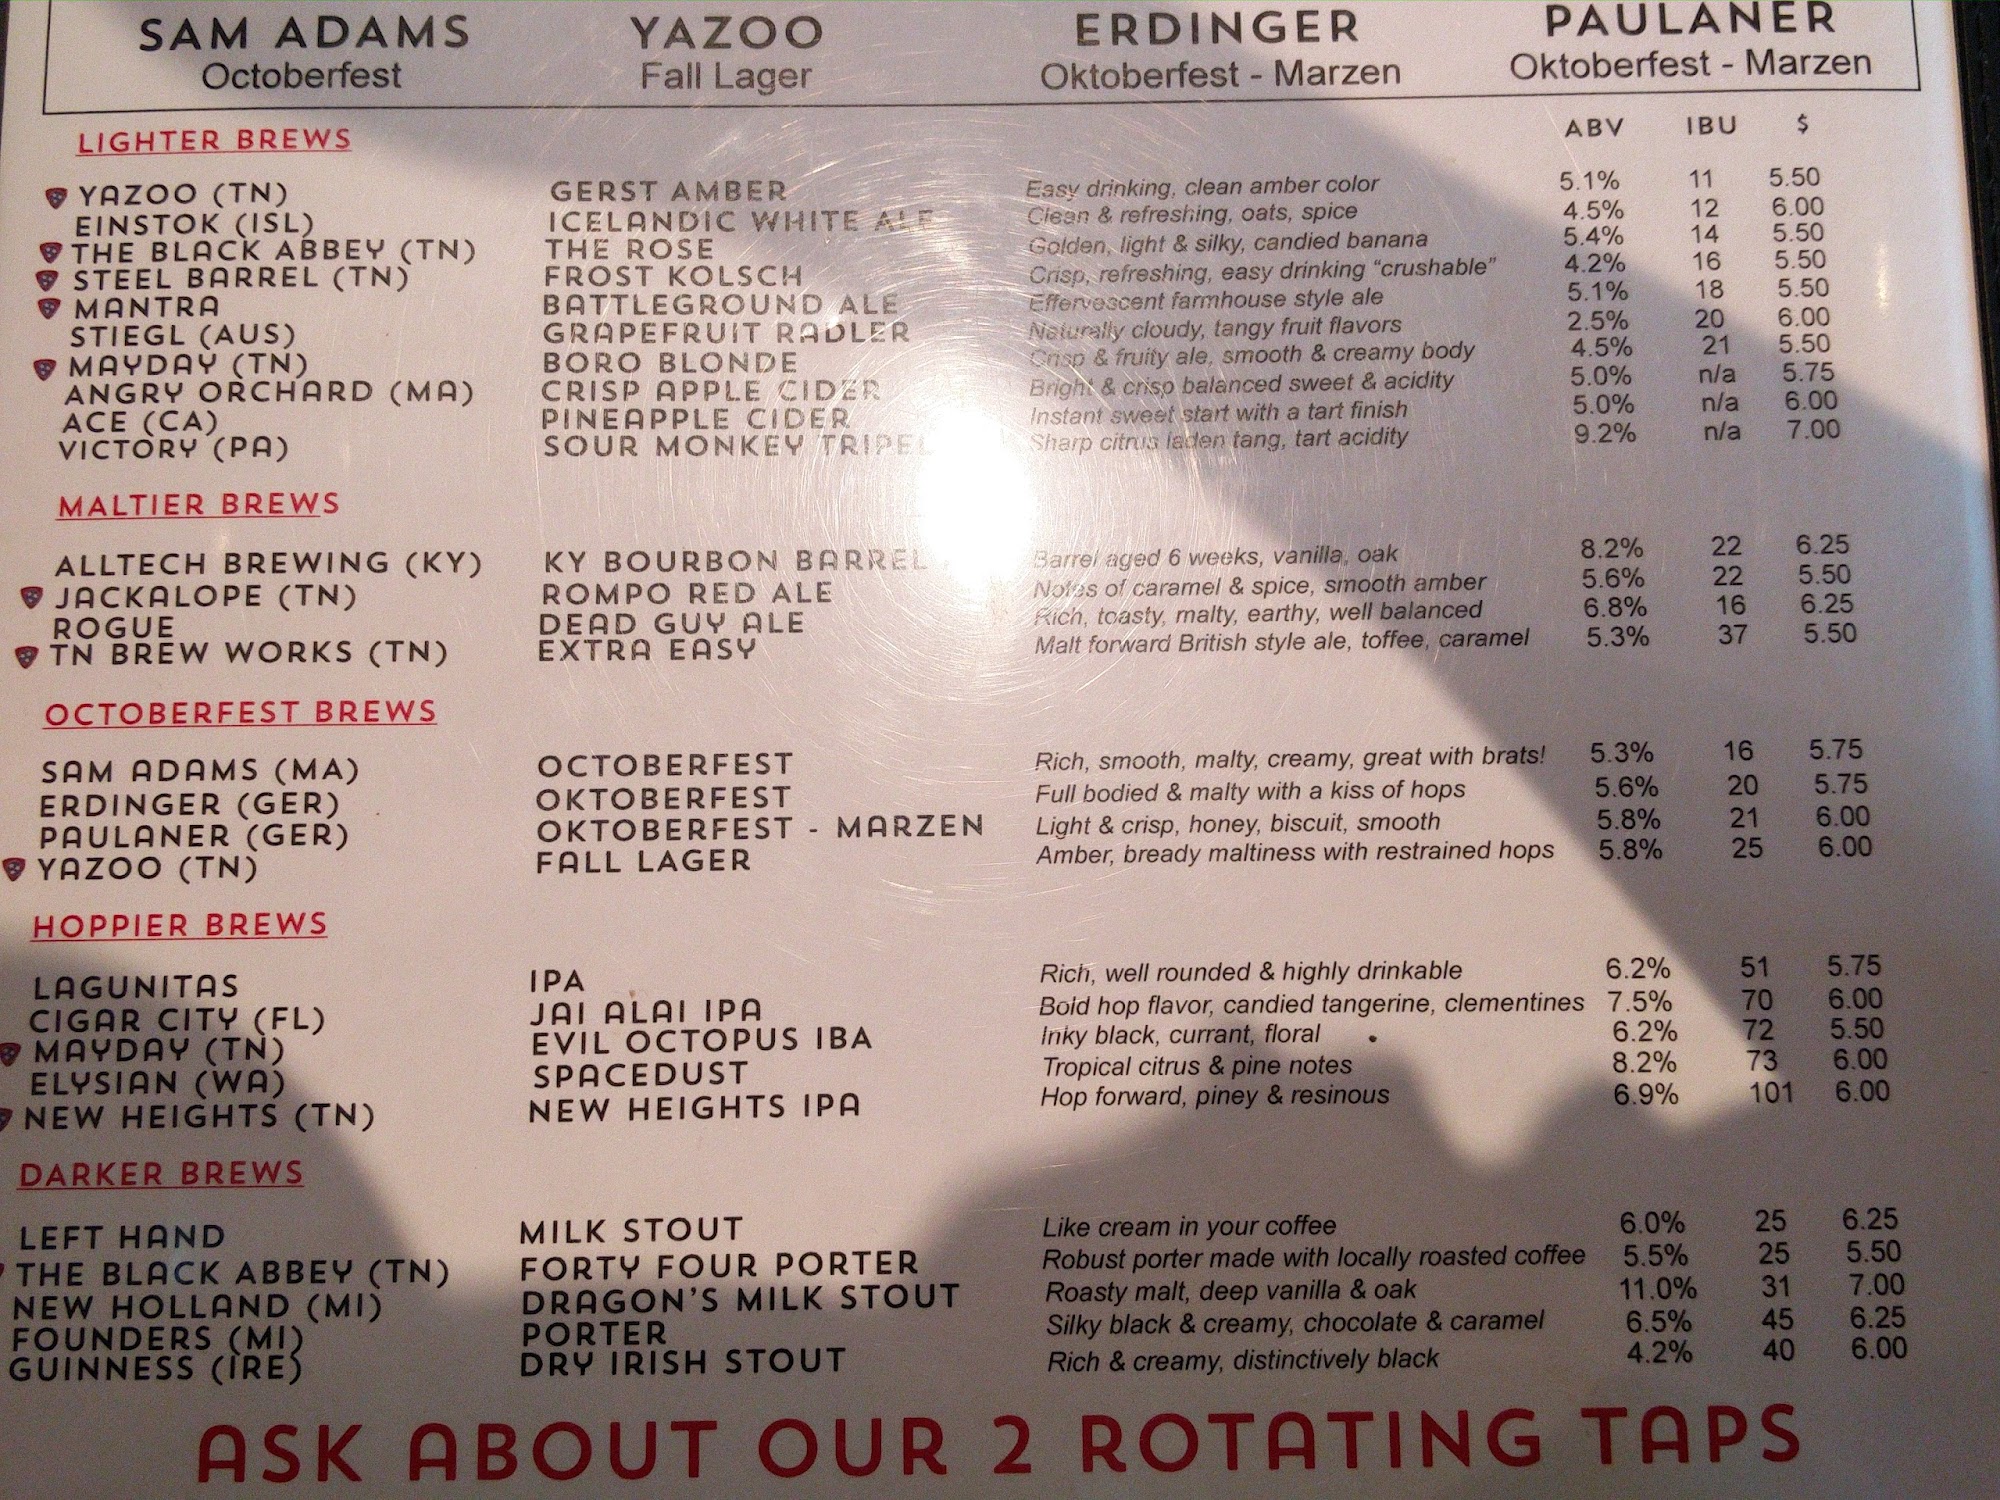 SAM ADAMS YAZOO ERDINGER PAULANER
Octoberfest Fall Lager Oktoberfest - Marzen Oktoberfest - Marzen
LIGHTER BREWS ABV IBU $
YAZOO (TN) GERST AMBER Easy drinking, clean amber color 5.1% 11 5.50
EINSTOK (ISL) ICELANDIC WHITE ALE Clean & refreshing, oats, spice 4.5% 12 6.00
THE BLACK ABBEY (TN) THE ROSE Golden, light & silky, candied banana 5.4% 14 5.50
STEEL BARREL (TN) FROST KOLSCH Crisp, refreshing, easy drinking "crushable" 4.2% 16 5.50
MANTRA BATTLEGROUND ALE Effervescent farmhouse style ale 5.1% 18 5.50
STIEGL (AUS) GRAPEFRUIT RADLER Naturally cloudy, tangy fruit flavors 2.5% 20 6.00
MAYDAY (TN) BORO BLONDE Crisp & fruity ale, smooth & creamy body 4.5% 21 5.50
ANGRY ORCHARD (MA) CRISP APPLE CIDER Bright & crisp balanced sweet & acidity 5.0% n/a 5.75
ACE (CA) PINEAPPLE CIDER Instant sweet start with a tart finish 5.0% n/a 6.00
VICTORY (PA) SOUR MONKEY TRIPEL Sharp citrus laden tang, tart acidity 9.2% n/a 7.00
MALTIER BREWS
ALLTECH BREWING (KY) KY BOURBON BARREL Barrel aged 6 weeks, vanilla, oak 8.2% 22 6.25
JACKALOPE (TN) ROMPO RED ALE Notes of caramel & spice, smooth amber 5.6% 22 5.50
ROGUE DEAD GUY ALE Rich, toasty, malty, earthy, well balanced 6.8% 16 6.25
TN BREW WORKS (TN) EXTRA EASY Malt forward British style ale, toffee, caramel 5.3% 37 5.50
OCTOBERFEST BREWS
SAM ADAMS (MA) OCTOBERFEST Rich, smooth, malty, creamy, great with brats! 5.3% 16 5.75
ERDINGER (GER) OKTOBERFEST Full bodied & malty with a kiss of hops 5.6% 20 5.75
PAULANER (GER) OKTOBERFEST - MARZEN Light & crisp, honey, biscuit, smooth 5.8% 21 6.00
YAZOO (TN) FALL LAGER Amber, bready maltiness with restrained hops 5.8% 25 6.00
HOPPIER BREWS
LAGUNITAS IPA Rich, well rounded & highly drinkable 6.2% 51 5.75
CIGAR CITY (FL) JAI ALAI IPA Bold hop flavor, candied tangerine, clementines 7.5% 70 6.00
MAYDAY (TN) EVIL OCTOPUS IBA Inky black, currant, floral 6.2% 72 5.50
ELYSIAN (WA) SPACEDUST Tropical citrus & pine notes 8.2% 73 6.00
NEW HEIGHTS (TN) NEW HEIGHTS IPA Hop forward, piney & resinous 6.9% 101 6.00
DARKER BREWS
LEFT HAND MILK STOUT Like cream in your coffee 6.0% 25 6.25
THE BLACK ABBEY (TN) FORTY FOUR PORTER Robust porter made with locally roasted coffee 5.5% 25 5.50
NEW HOLLAND (MI) DRAGON'S MILK STOUT Roasty malt, deep vanilla & oak 11.0% 31 7.00
FOUNDERS (MI) PORTER Silky black & creamy, chocolate & caramel 6.5% 45 6.25
GUINNESS (IRE) DRY IRISH STOUT Rich & creamy, distinctively black 4.2% 40 6.00
ASK ABOUT OUR 2 ROTATING TAPS